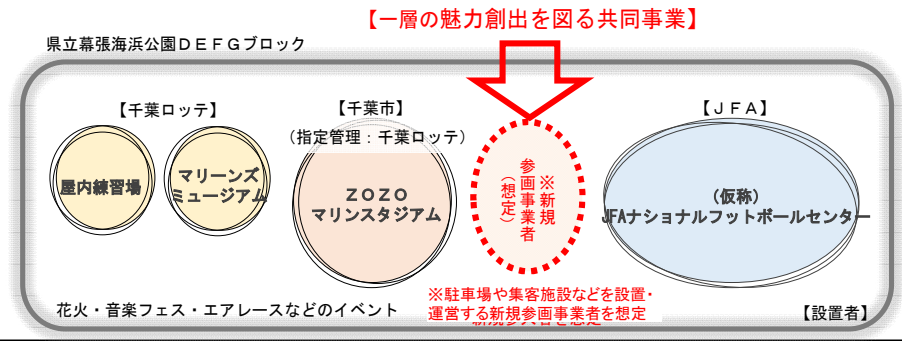 【一層の魅力創出を図る共同事業】
県立幕張海浜公園DEFGブロック
【千葉ロッテ】
【千葉市】
(指定管理:千葉ロッテ)
【JFA】
屋内練習場
マリーンズ
ミュージアム
ZOZO
マリンスタジアム
※新規
参画事業者
(想定)
(仮称)
JFAナショナルフットボールセンター
花火・音楽フェス・エアレースなどのイベント
※駐車場や集客施設などを設置・
運営する新規参画事業者を想定
【設置者】